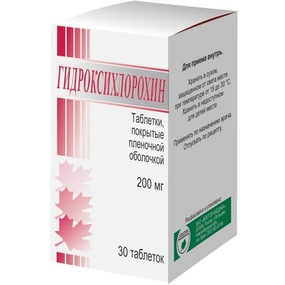 ГИДРОКСИХЛОРОХИН
Таблетки,
покрытые
пленочной
оболочкой
200 мг
30 таблеток
Для приема внутрь.
Хранить в сухом,
защищенном от света месте
при температуре от 15 до 30 °C.
Хранить в недоступном
для детей месте.
Применять по назначению врача.
Отпускать по рецепту.